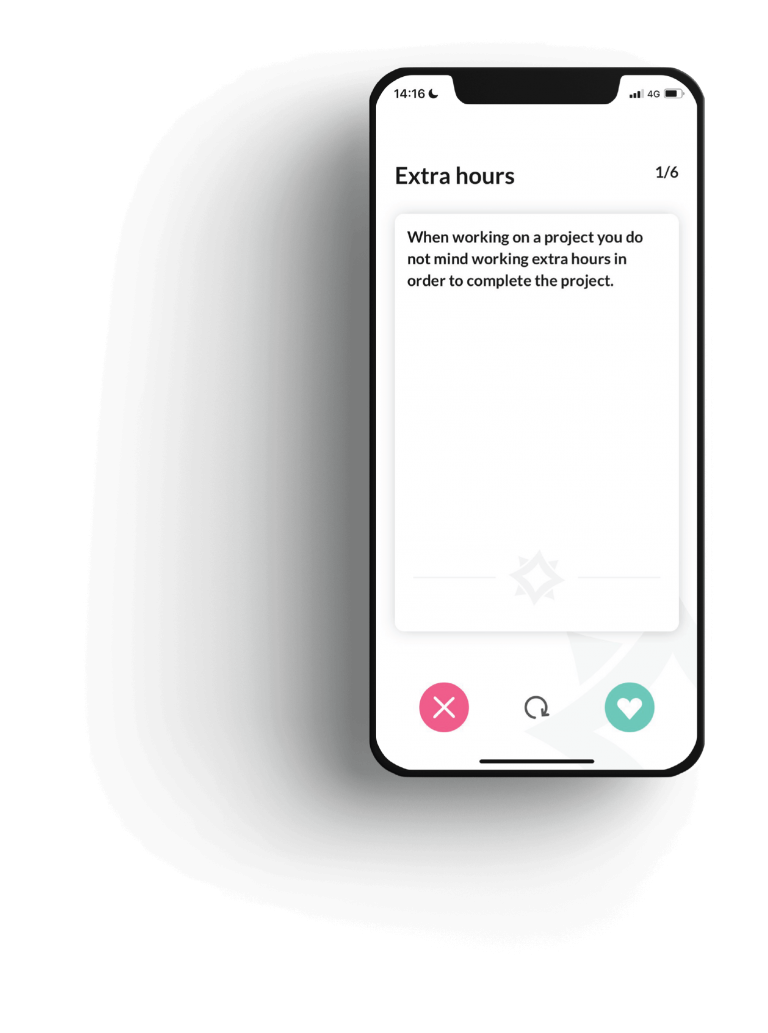 14:16
4G
Extra hours
1/6
When working on a project you do
not mind working extra hours in
order to complete the project.